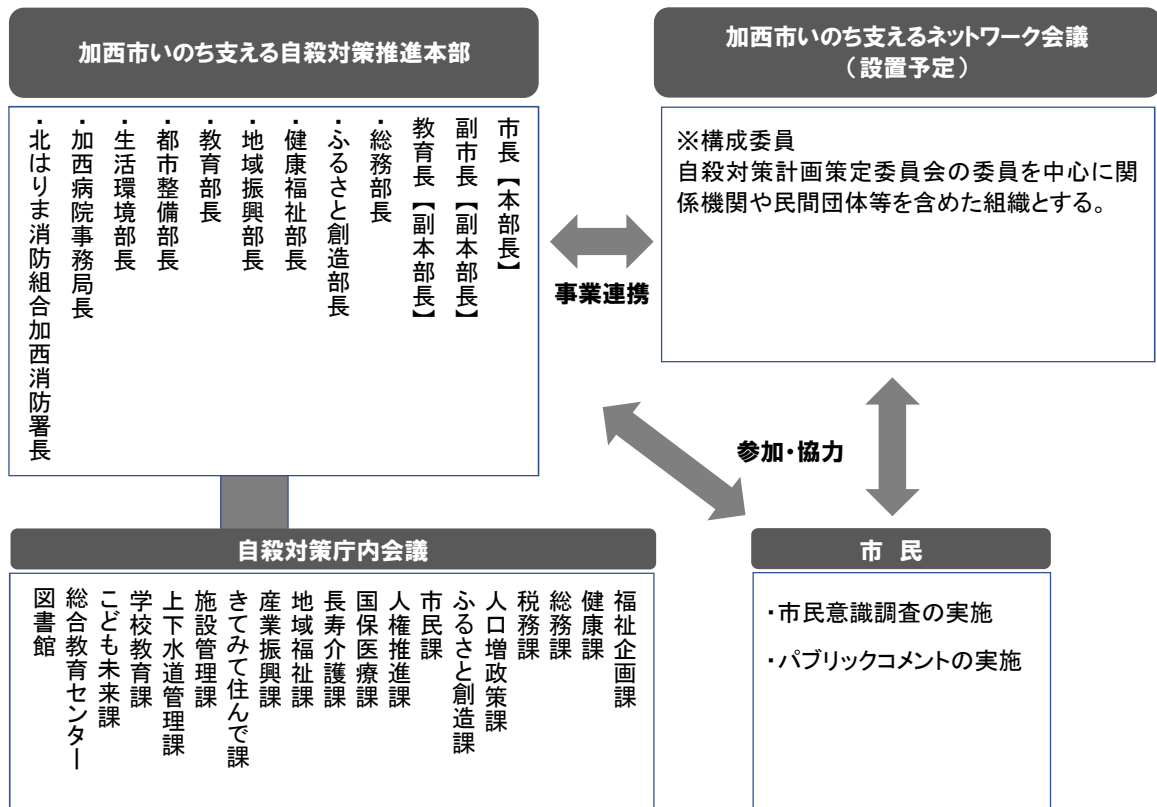 加西市いのち支える自殺対策推進本部
市長【本部長】
副市長【副本部長】
教育長【副本部長】
・総務部長
・ふるさと創造部長
・健康福祉部長
・地域振興部長
・教育部長
・都市整備部長
・生活環境部長
・加西病院事務局長
・北はりま消防組合加西消防署長
加西市いのち支えるネットワーク会議
（設置予定）
※構成委員
自殺対策計画策定委員会の委員を中心に関
係機関や民間団体等を含めた組織とする。
事業連携
参加・協力
自殺対策庁内会議
福祉企画課
健康課
総務課
税務課
人口増政策課
ふるさと創造課
市民課
人権推進課
国保医療課
長寿介護課
地域福祉課
産業振興課
きてみて住んで課
施設管理課
上下水道管理課
学校教育課
こども未来課
総合教育センター
図書館
市 民
・市民意識調査の実施
・パブリックコメントの実施